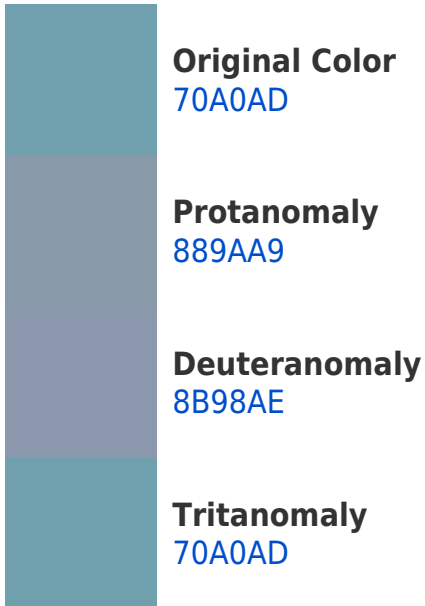 Original Color
70A0AD
Protanomaly
889AA9
Deuteranomaly
8B98AE
Tritanomaly
70A0AD